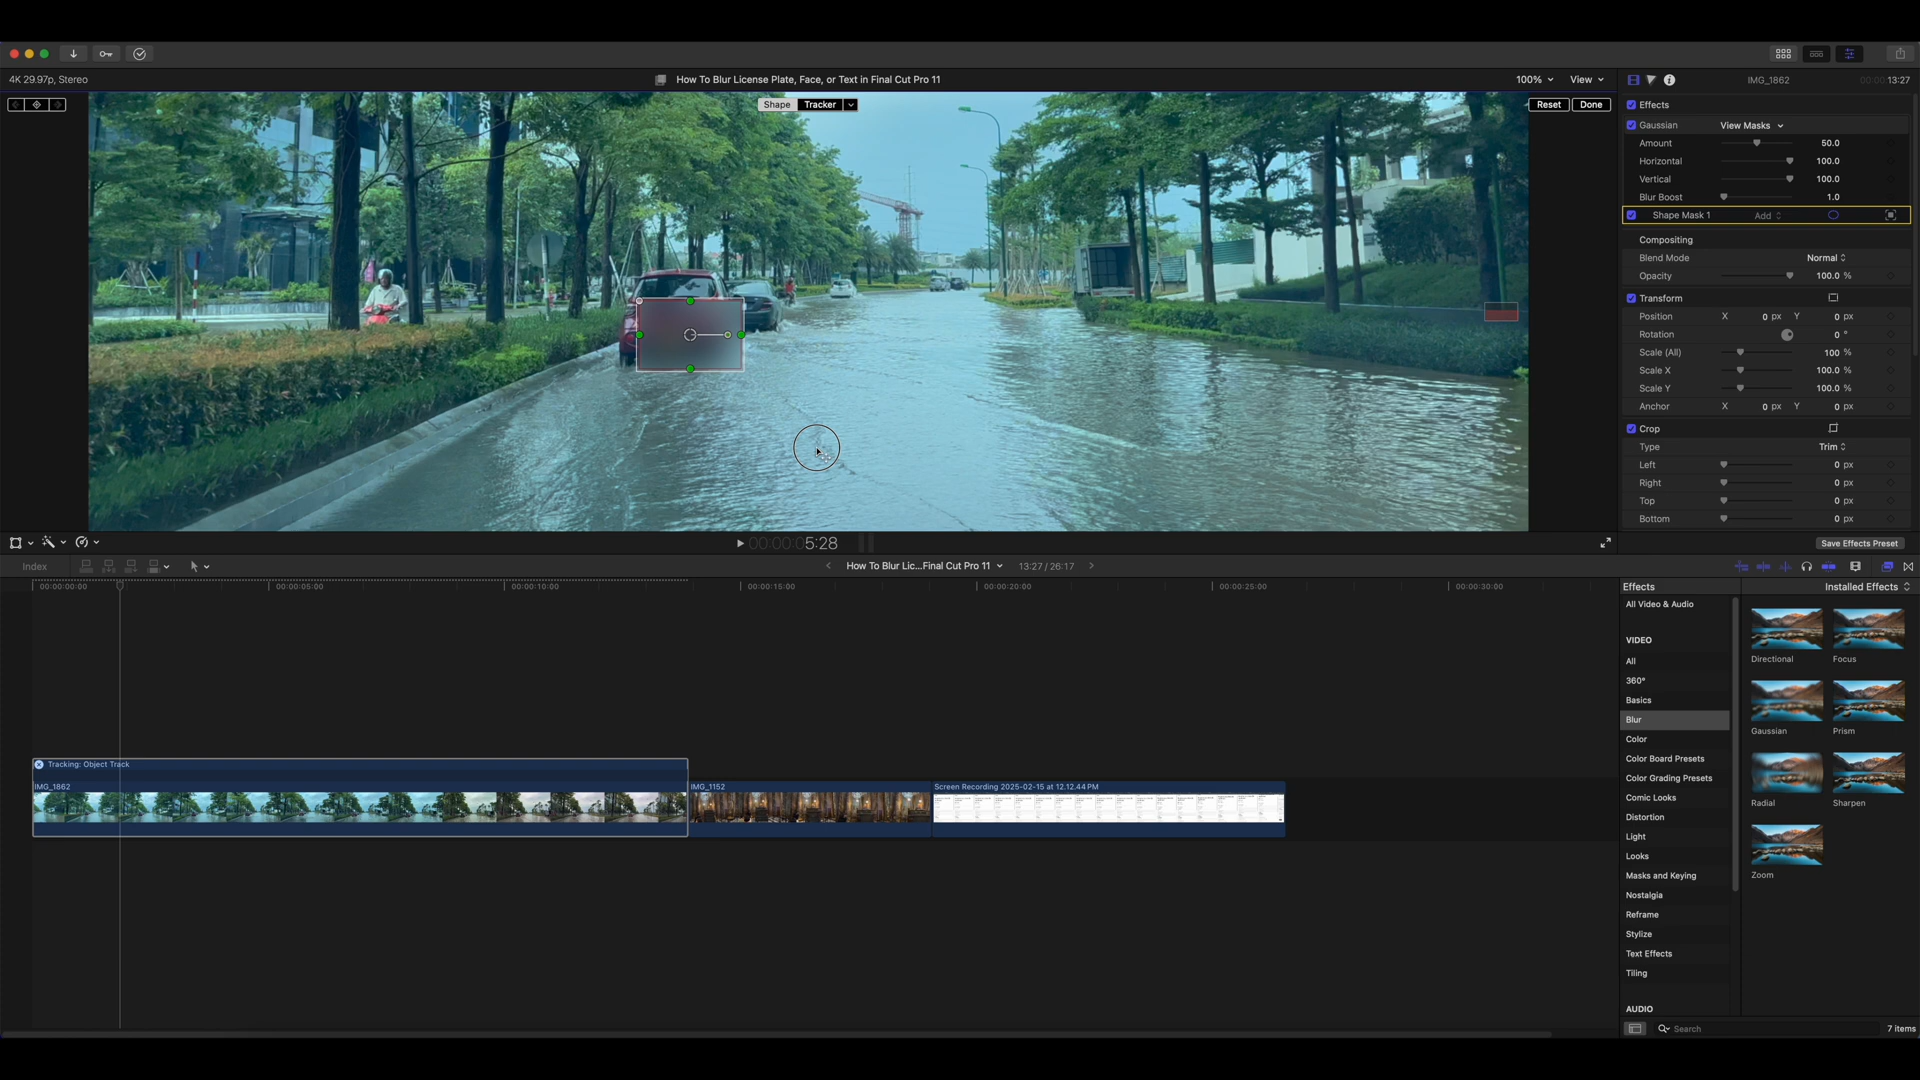 4K 29.97p, Stereo
How To Blur License Plate, Face, or Text in Final Cut Pro 11
100%
View
IMG_1862
00:00:13:27
Shape
Tracker
Reset
Done
Effects
Gaussian
View Masks
Amount 50.0
Horizontal 100.0
Vertical 100.0
Blur Boost 1.0
Shape Mask 1 Add
Compositing
Blend Mode Normal
Opacity 100.0 %
Transform
Position X 0 px Y 0 px
Rotation 0 °
Scale (All) 100 %
Scale X 100.0 %
Scale Y 100.0 %
Anchor X 0 px Y 0 px
Crop
Type Trim
Left 0 px
Right 0 px
Top 0 px
Bottom 0 px
00:00:05:28
Save Effects Preset
Index
How To Blur Lic...Final Cut Pro 11
13:27 / 26:17
00:00:00:00
00:00:05:00
00:00:10:00
00:00:15:00
00:00:20:00
00:00:25:00
00:00:30:00
Tracking: Object Track
IMG_1862
IMG_1152
Screen Recording 2025-02-15 at 12.12.44 PM
Effects
Installed Effects
All Video & Audio
VIDEO
All
360°
Basics
Blur
Color
Color Board Presets
Color Grading Presets
Comic Looks
Distortion
Light
Looks
Masks and Keying
Nostalgia
Reframe
Stylize
Text Effects
Tiling
AUDIO
Directional
Focus
Gaussian
Prism
Radial
Sharpen
Zoom
Search
7 items